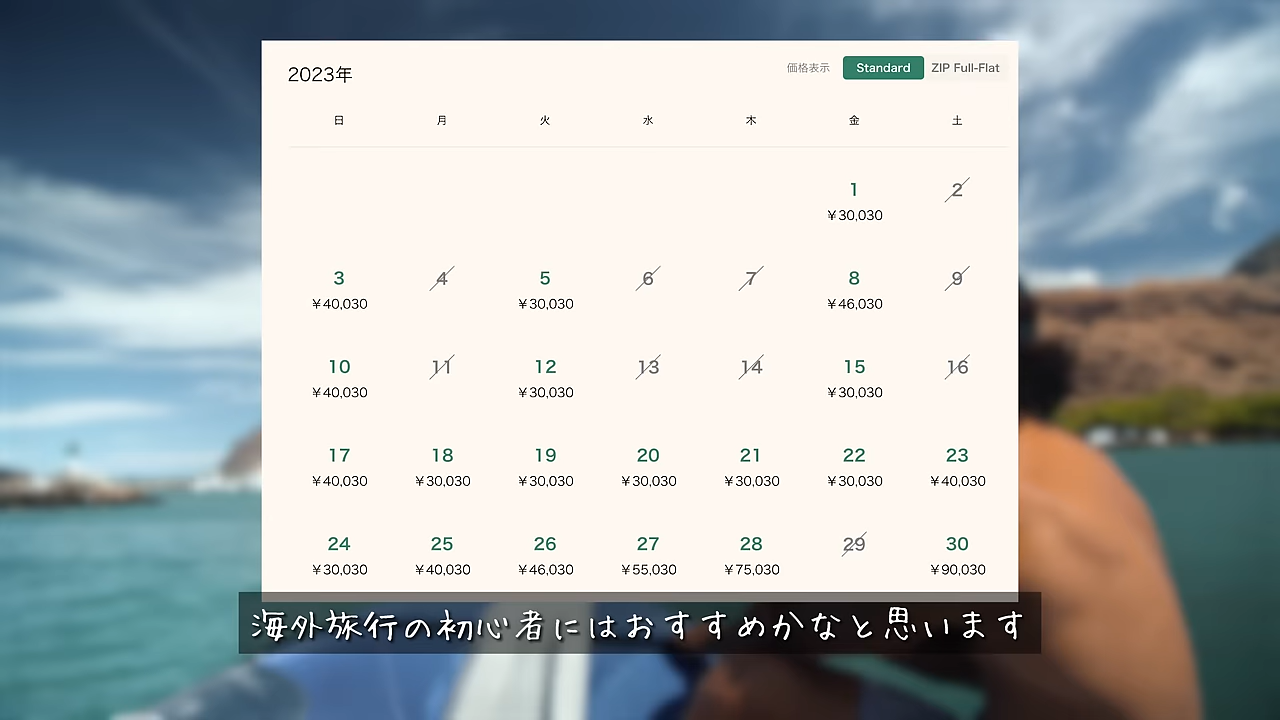 2023年
価格表示 Standard ZIP Full-Flat
日 月 火 水 木 金 土
1 2
¥30,030
3 4 5 6 7 8 9
¥40,030 ¥30,030 ¥46,030
10 11 12 13 14 15 16
¥40,030 ¥30,030 ¥30,030
17 18 19 20 21 22 23
¥40,030 ¥30,030 ¥30,030 ¥30,030 ¥30,030 ¥30,030 ¥40,030
24 25 26 27 28 29 30
¥30,030 ¥40,030 ¥46,030 ¥55,030 ¥75,030 ¥90,030
海外旅行の初心者にはおすすめかなと思います